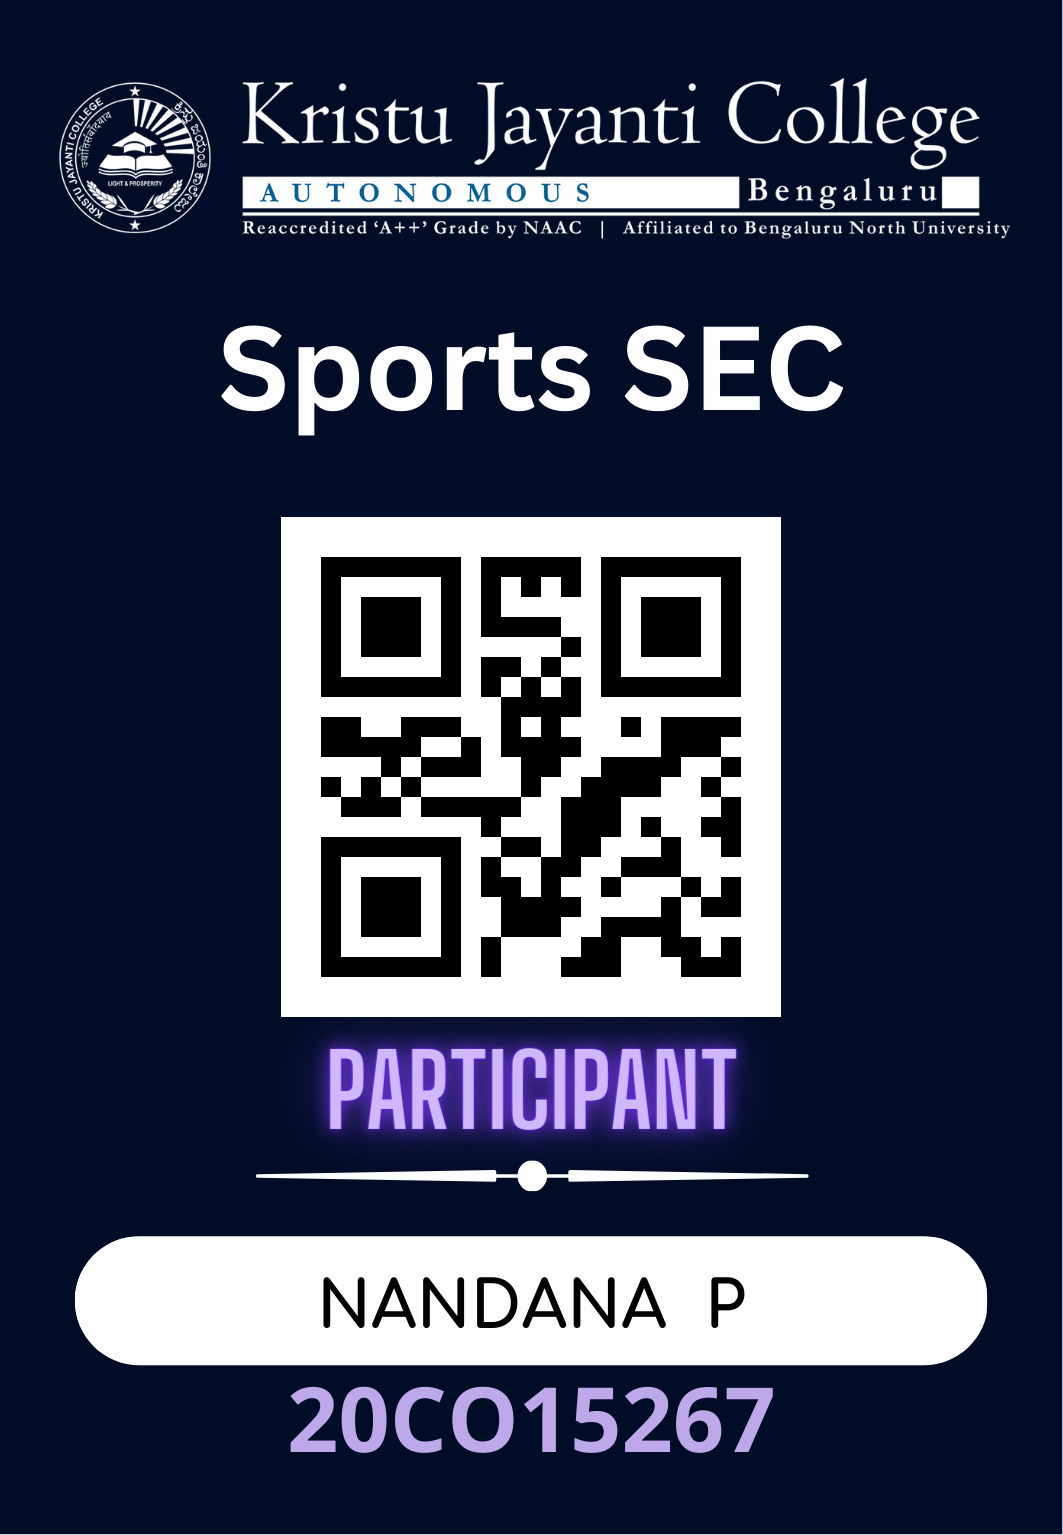 Kristu Jayanti College
AUTONOMOUS Bengaluru
Reaccredited ‘A++’ Grade by NAAC | Affiliated to Bengaluru North University
KRISTU JAYANTI COLLEGE
LIGHT & PROSPERITY
Sports SEC
PARTICIPANT
NANDANA P
20CO15267